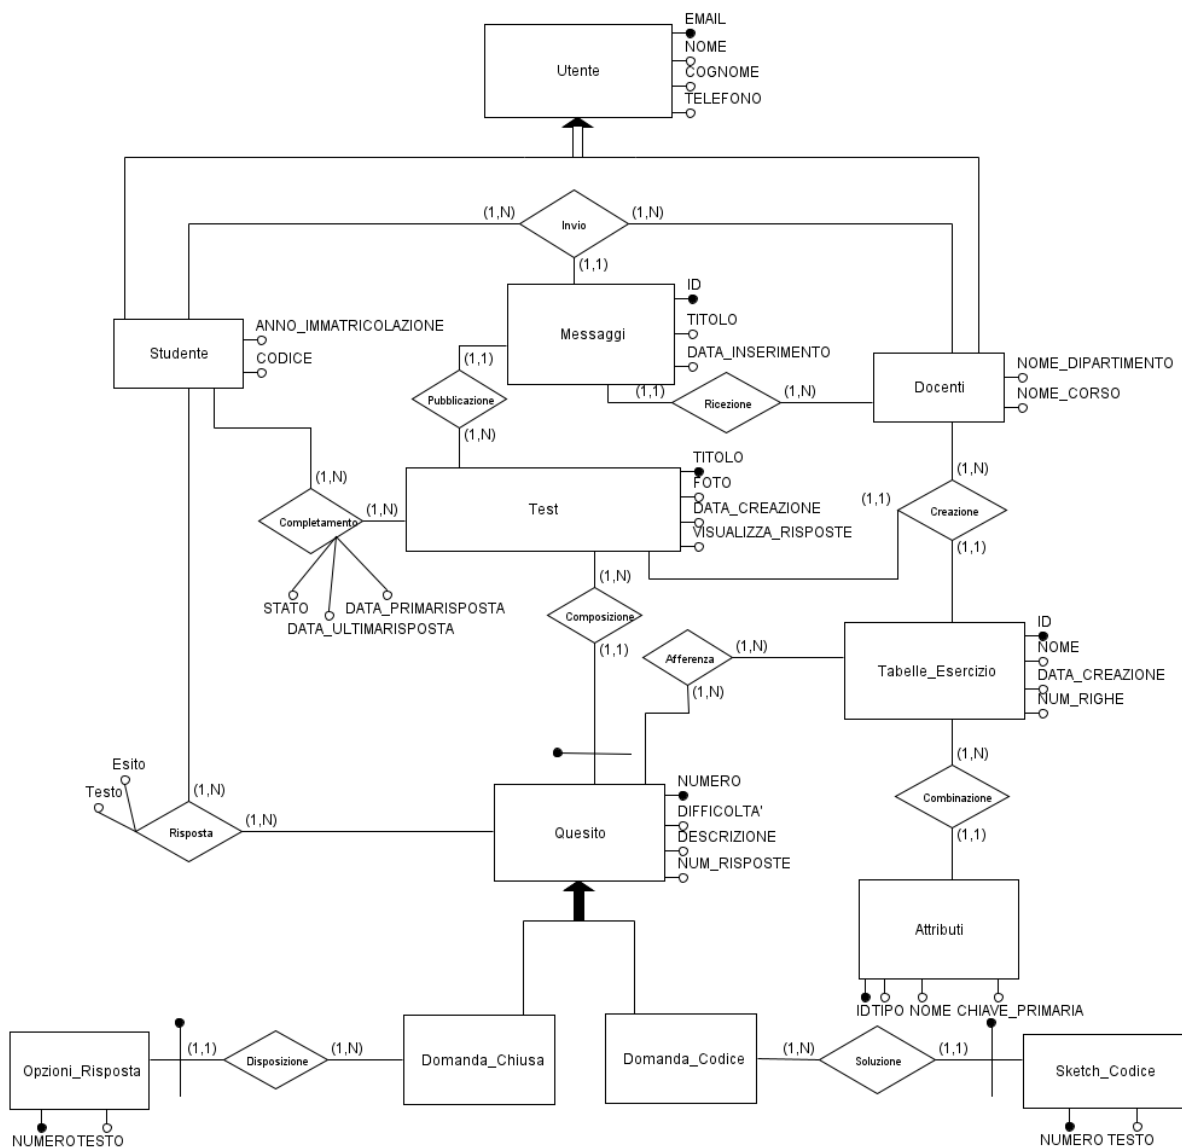 EMAIL
NOME
Utente
COGNOME
TELEFONO
(1,N)
(1,N)
Invio
(1,1)
ID
ANNO_IMMATRICOLAZIONE
TITOLO
Messaggi
Studente
CODICE
(1,1)
DATA_INSERIMENTO
NOME_DIPARTIMENTO
Docenti
NOME_CORSO
(1,1)
Ricezione
(1,N)
Pubblicazione
(1,N)
TITOLO
(1,N)
(1,N)
FOTO
(1,1)
Completamento
(1,N)
Test
DATA_CREAZIONE
Creazione
VISUALIZZA_RISPOSTE
(1,1)
(1,N)
STATO
DATA_PRIMARISPOSTA
DATA_ULTIMARISPOSTA
Composizione
ID
(1,1)
Afferenza
(1,N)
NOME
Tabelle_Esercizio
DATA_CREAZIONE
(1,N)
NUM_RIGHE
(1,N)
Esito
Testo
(1,N)
NUMERO
Combinazione
DIFFICOLTA'
Risposta
(1,N)
Quesito
DESCRIZIONE
(1,1)
NUM_RISPOSTE
Attributi
ID
TIPO
NOME
CHIAVE_PRIMARIA
(1,1)
Disposizione
(1,N)
Domanda_Chiusa
Domanda_Codice
(1,N)
Soluzione
(1,1)
Opzioni_Risposta
Sketch_Codice
NUMERO
TESTO
NUMERO
TESTO